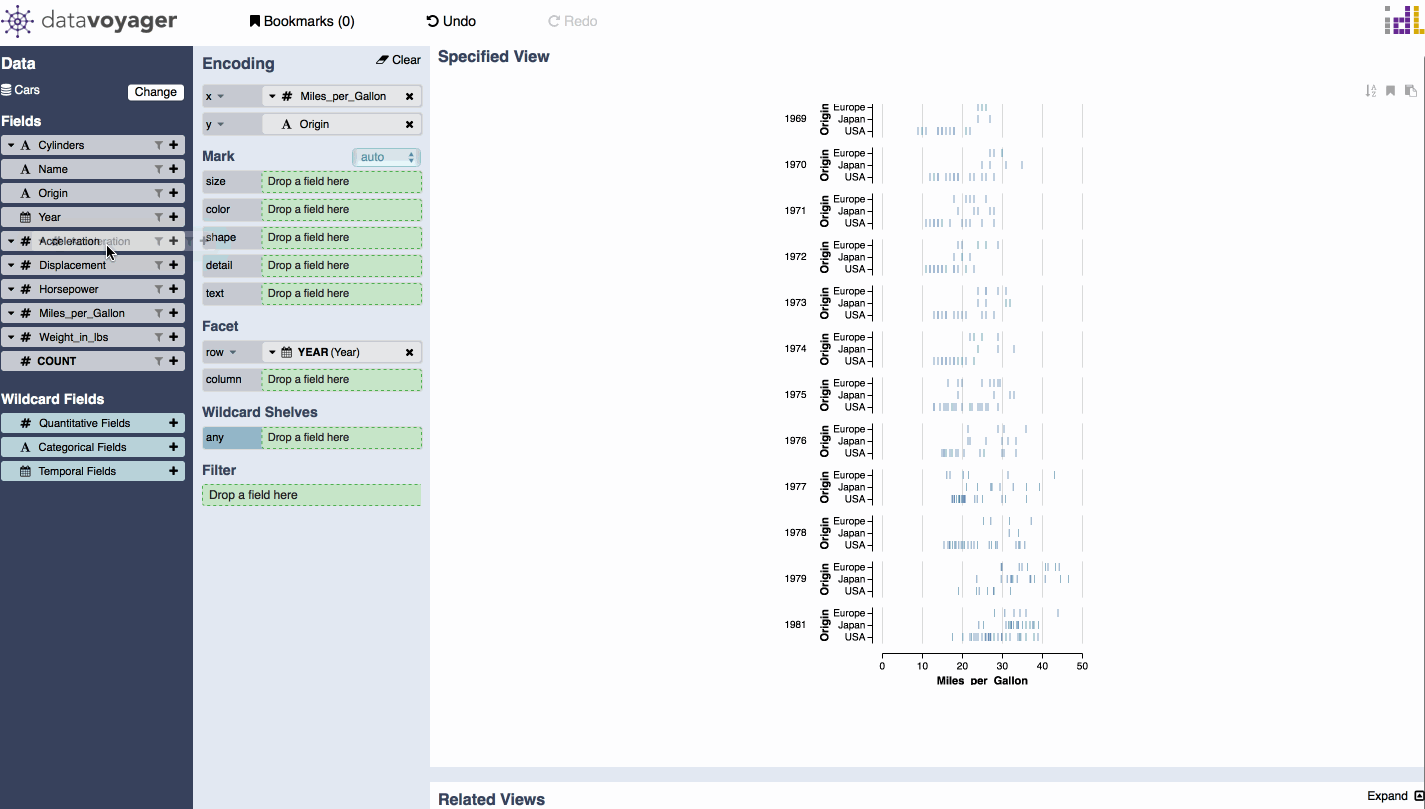 datavoyager
Bookmarks (0)
Undo
Redo
Data
Cars
Change
Fields
A Cylinders
A Name
A Origin
Year
# Acceleration
# Displacement
# Horsepower
# Miles_per_Gallon
# Weight_in_lbs
# COUNT
Wildcard Fields
# Quantitative Fields
A Categorical Fields
Temporal Fields
Encoding
Clear
x
# Miles_per_Gallon
y
A Origin
Mark
auto
size
Drop a field here
color
Drop a field here
shape
Drop a field here
detail
Drop a field here
text
Drop a field here
Facet
row
YEAR (Year)
column
Drop a field here
Wildcard Shelves
any
Drop a field here
Filter
Drop a field here
Specified View
1969
Origin
Europe
Japan
USA
1970
Origin
Europe
Japan
USA
1971
Origin
Europe
Japan
USA
1972
Origin
Europe
Japan
USA
1973
Origin
Europe
Japan
USA
1974
Origin
Europe
Japan
USA
1975
Origin
Europe
Japan
USA
1976
Origin
Europe
Japan
USA
1977
Origin
Europe
Japan
USA
1978
Origin
Europe
Japan
USA
1979
Origin
Europe
Japan
USA
1981
Origin
Europe
Japan
USA
0 10 20 30 40 50
Miles_per_Gallon
Related Views
Expand
idl